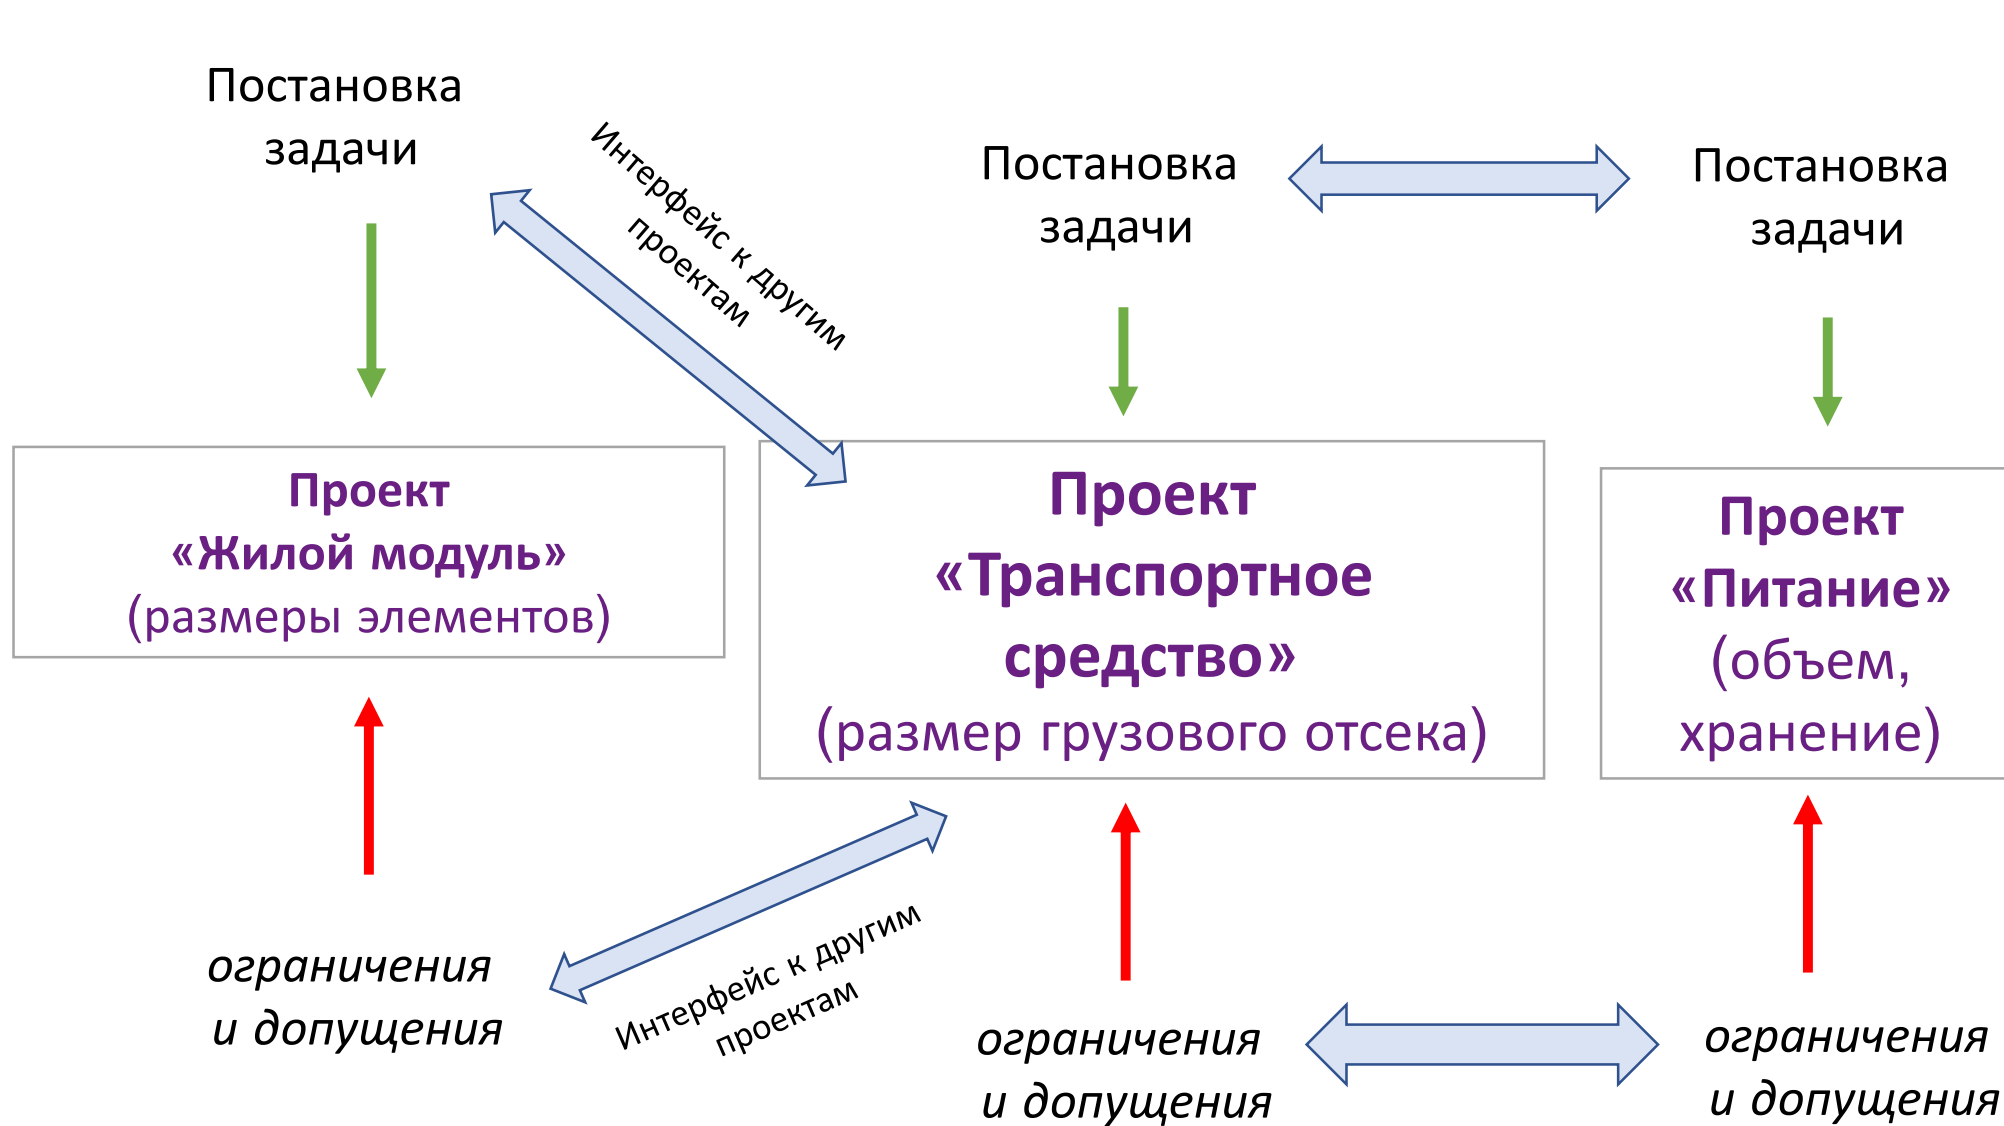 Постановка
задачи
Интерфейс к другим
проектам
Постановка
задачи
Постановка
задачи
Проект
«Жилой модуль»
(размеры элементов)
Проект
«Транспортное
средство»
(размер грузового отсека)
Проект
«Питание»
(объем,
хранение)
ограничения
и допущения
Интерфейс к другим
проектам
ограничения
и допущения
ограничения
и допущения